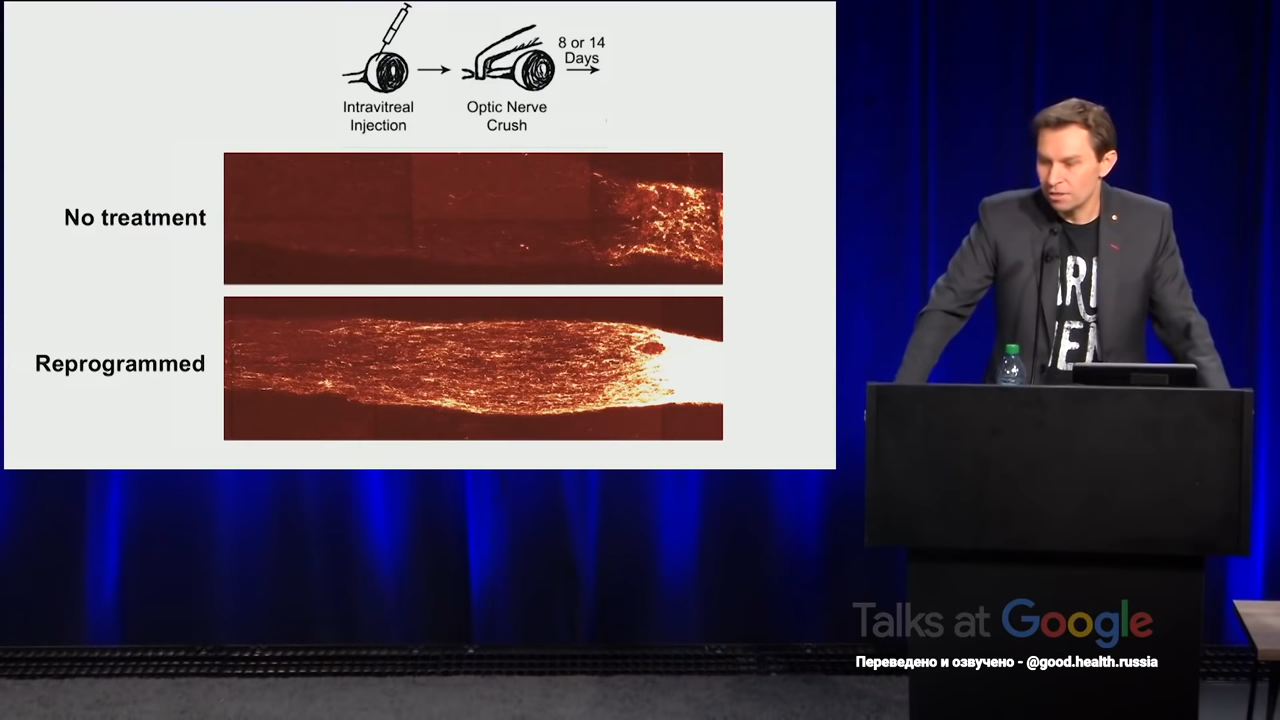 8 or 14
Days
Intravitreal
Injection
Optic Nerve
Crush
No treatment
Reprogrammed
Talks at Google
Переведено и озвучено - @good.health.russia